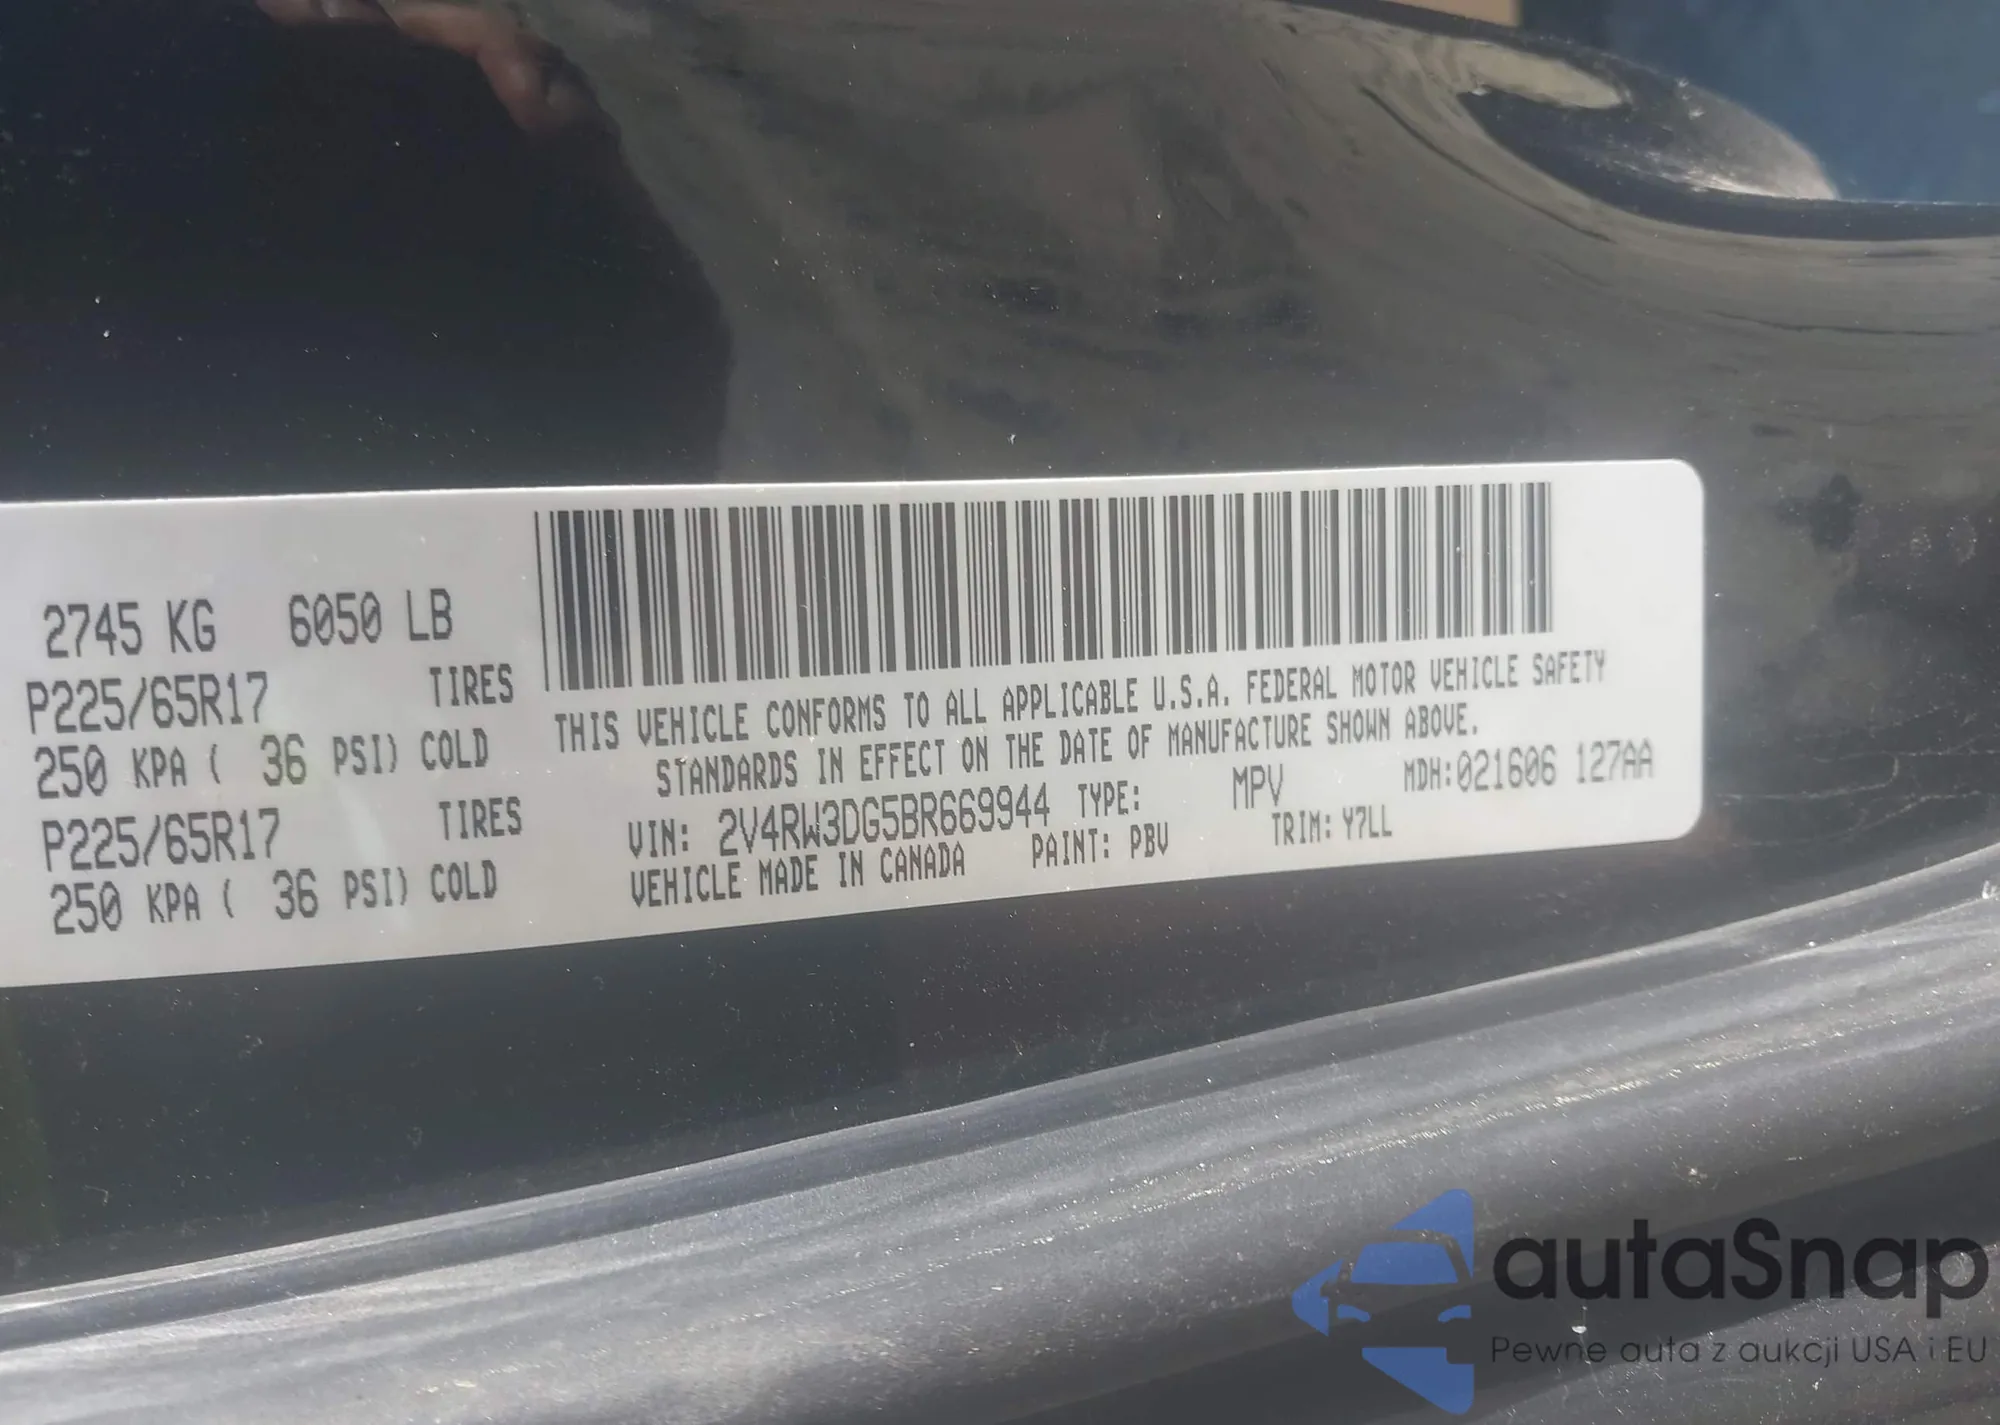 2745 KG 6050 LB
P225/65R17 TIRES
250 KPA ( 36 PSI) COLD
P225/65R17 TIRES
250 KPA ( 36 PSI) COLD
THIS VEHICLE CONFORMS TO ALL APPLICABLE U.S.A. FEDERAL MOTOR VEHICLE SAFETY
STANDARDS IN EFFECT ON THE DATE OF MANUFACTURE SHOWN ABOVE.
VIN: 2V4RW3DG5BR669944 TYPE: MPV MDH:021606 127AA
VEHICLE MADE IN CANADA PAINT: PBV TRIM: Y7LL
autaSnap
Pewne auta z aukcji USA i EU